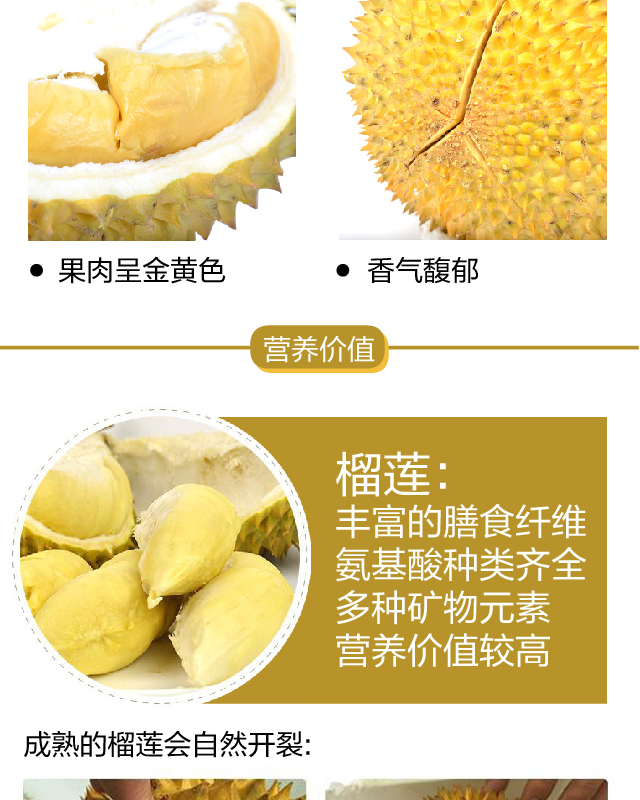 ● 果肉呈金黄色
● 香气馥郁
营养价值
榴莲：
丰富的膳食纤维
氨基酸种类齐全
多种矿物元素
营养价值较高
成熟的榴莲会自然开裂: